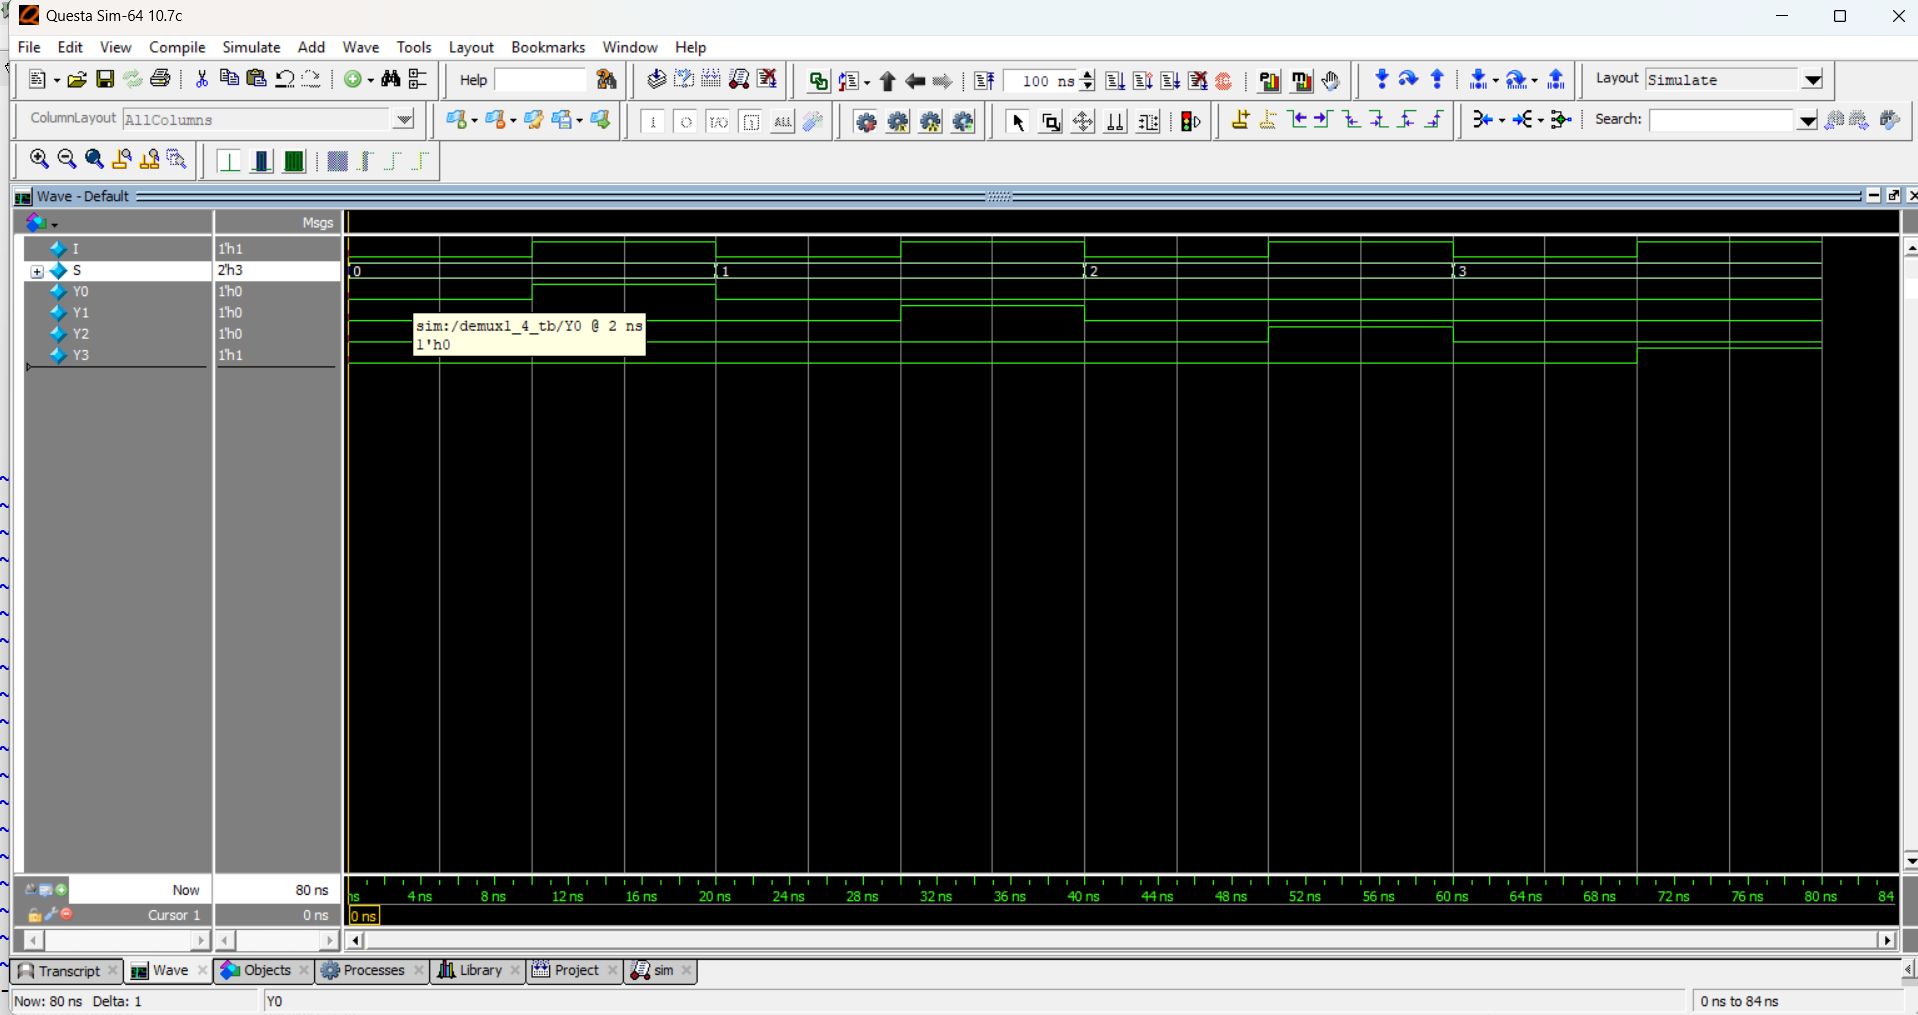 Questa Sim-64 10.7c
File Edit View Compile Simulate Add Wave Tools Layout Bookmarks Window Help
Help 100 ns Layout Simulate
ColumnLayout AllColumns Search:
Wave - Default
Msgs
I 1'h1
S 2'h3 0 1 2 3
Y0 1'h0
Y1 1'h0
Y2 1'h0
Y3 1'h1
sim:/demux1_4_tb/Y0 @ 2 ns
1'h0
Now 80 ns ns 4 ns 8 ns 12 ns 16 ns 20 ns 24 ns 28 ns 32 ns 36 ns 40 ns 44 ns 48 ns 52 ns 56 ns 60 ns 64 ns 68 ns 72 ns 76 ns 80 ns 84
Cursor 1 0 ns 0 ns
Transcript Wave Objects Processes Library Project sim
Now: 80 ns Delta: 1 Y0 0 ns to 84 ns